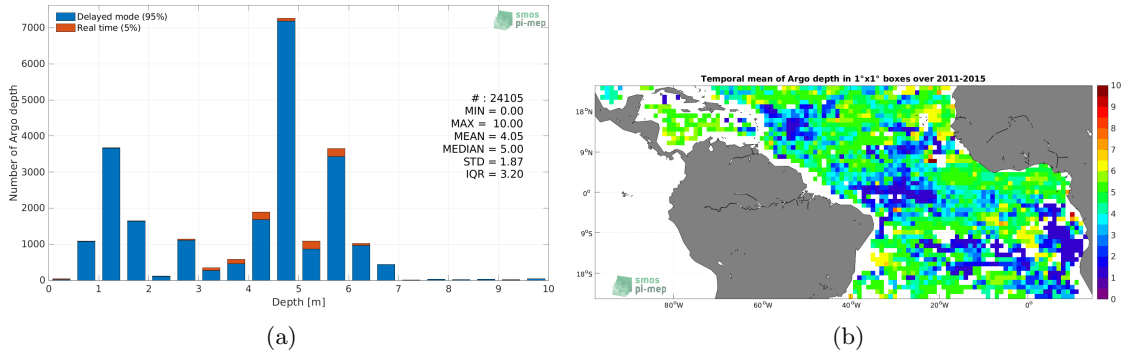 Delayed mode (95%)
Real time (5%)
smos
pi-mep
7000
6000
5000
4000
3000
2000
1000
0
Number of Argo depth
# : 24105
MIN = 0.00
MAX = 10.00
MEAN = 4.05
MEDIAN = 5.00
STD = 1.87
IQR = 3.20
0 1 2 3 4 5 6 7 8 9 10
Depth [m]
(a)
Temporal mean of Argo depth in 1°x1° boxes over 2011-2015
18°N
9°N
0°
9°S
18°S
80°W 60°W 40°W 20°W 0°
smos
pi-mep
10
9
8
7
6
5
4
3
2
1
0
(b)